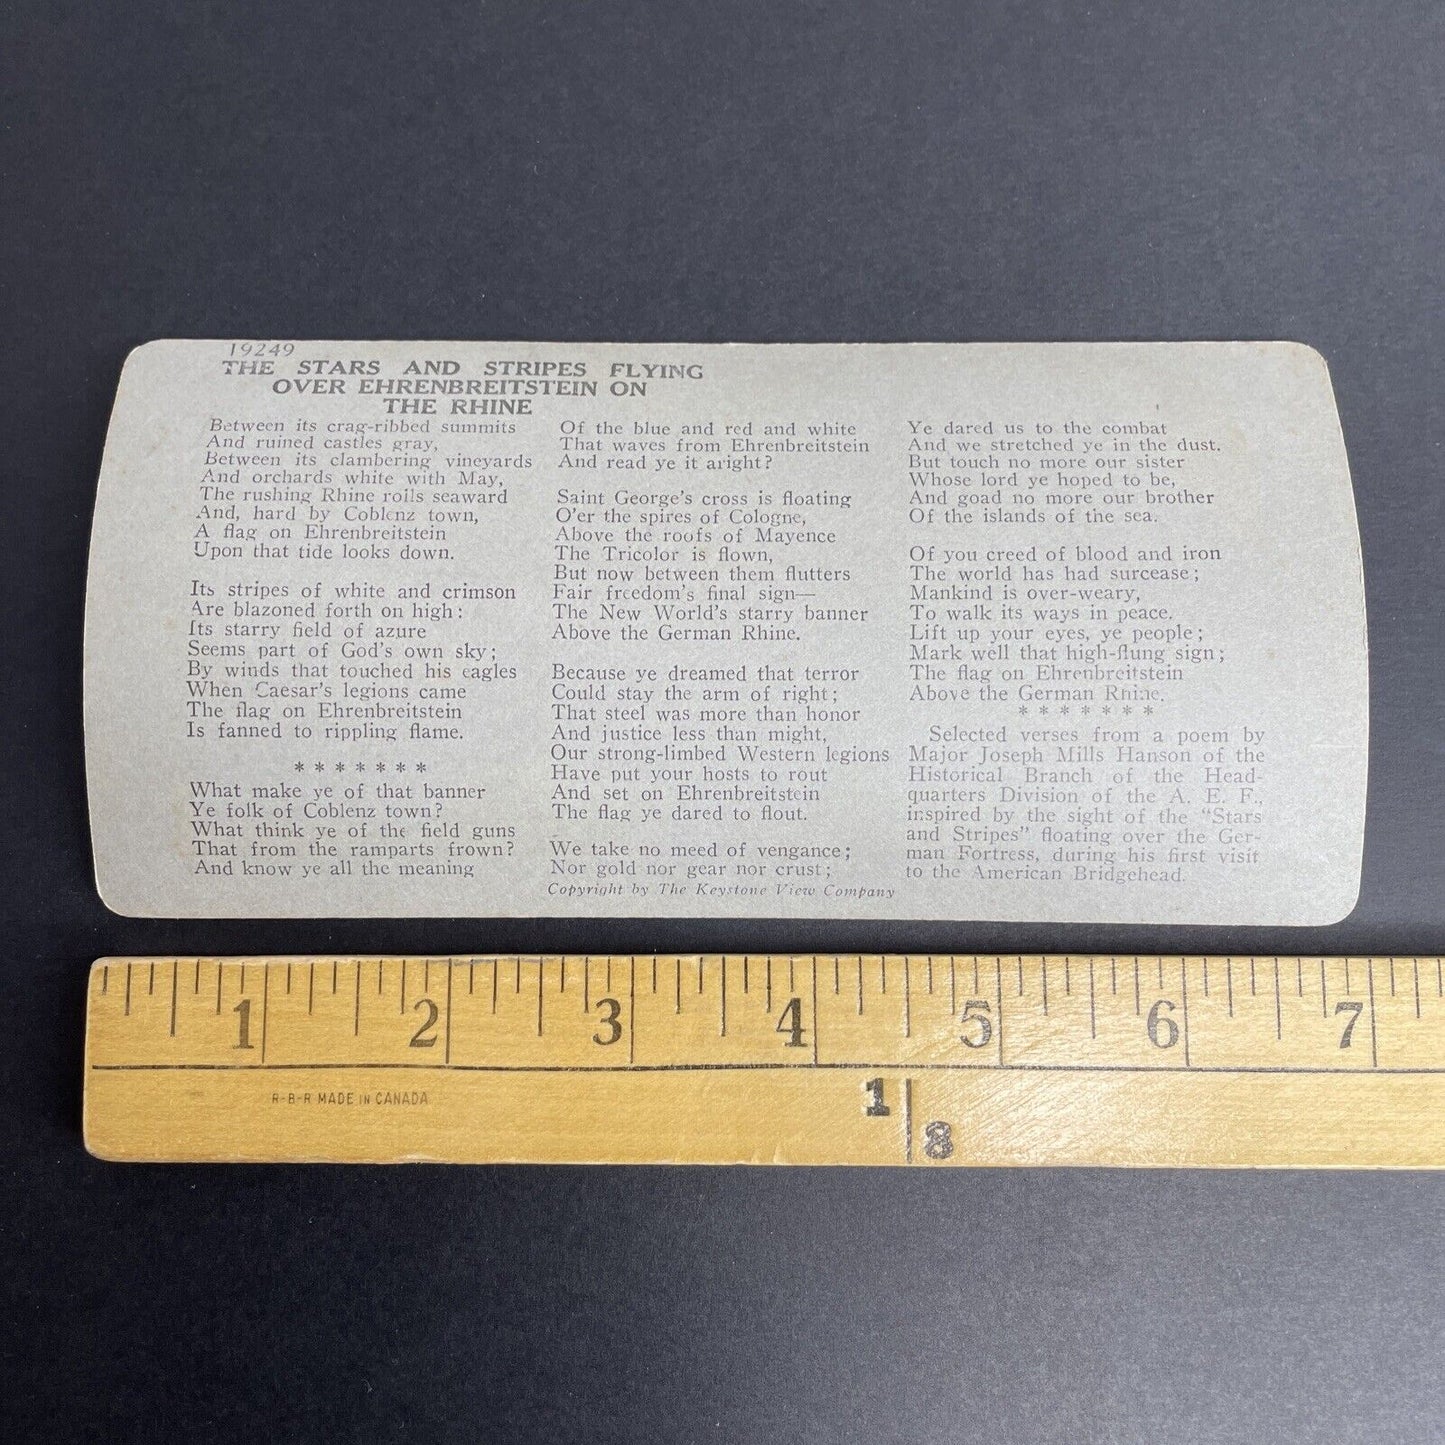 19249
THE STARS AND STRIPES FLYING
OVER EHRENBREITSTEIN ON
THE RHINE
Between its crag-ribbed summits
And ruined castles gray,
Between its clambering vineyards
And orchards white with May,
The rushing Rhine rolls seaward
And, hard by Coblenz town,
A flag on Ehrenbreitstein
Upon that tide looks down.
Its stripes of white and crimson
Are blazoned forth on high:
Its starry field of azure
Seems part of God's own sky;
By winds that touched his eagles
When Caesar's legions came
The flag on Ehrenbreitstein
Is fanned to rippling flame.
* * * * * * *
What make ye of that banner
Ye folk of Coblenz town?
What think ye of the field guns
That from the ramparts frown?
And know ye all the meaning
Of the blue and red and white
That waves from Ehrenbreitstein
And read ye it aright?
Saint George's cross is floating
O'er the spires of Cologne,
Above the roofs of Mayence
The Tricolor is flown,
But now between them flutters
Fair freedom's final sign—
The New World's starry banner
Above the German Rhine.
Because ye dreamed that terror
Could stay the arm of right;
That steel was more than honor
And justice less than might,
Our strong-limbed Western legions
Have put your hosts to rout
And set on Ehrenbreitstein
The flag ye dared to flout.
We take no meed of vengance;
Nor gold nor gear nor crust;
Copyright by The Keystone View Company
Ye dared us to the combat
And we stretched ye in the dust.
But touch no more our sister
Whose lord ye hoped to be,
And goad no more our brother
Of the islands of the sea.
Of you creed of blood and iron
The world has had surcease;
Mankind is over-weary,
To walk its ways in peace.
Lift up your eyes, ye people;
Mark well that high-flung sign;
The flag on Ehrenbreitstein
Above the German Rhine.
* * * * * * *
Selected verses from a poem by
Major Joseph Mills Hanson of the
Historical Branch of the Head-
quarters Division of the A. E. F.,
inspired by the sight of the "Stars
and Stripes" floating over the Ger-
man Fortress, during his first visit
to the American Bridgehead.
1 2 3 4 5 6 7
R-B-R MADE IN CANADA
1
8